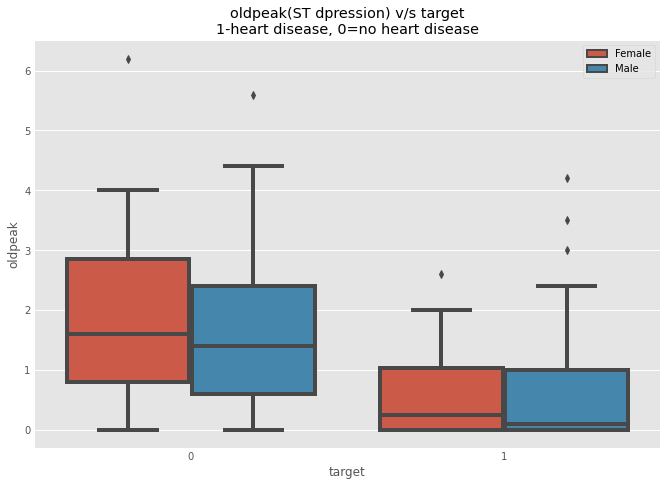 oldpeak(ST dpression) v/s target
1-heart disease, 0=no heart disease
Female
Male
6
5
4
3
2
1
0
oldpeak
0
1
target